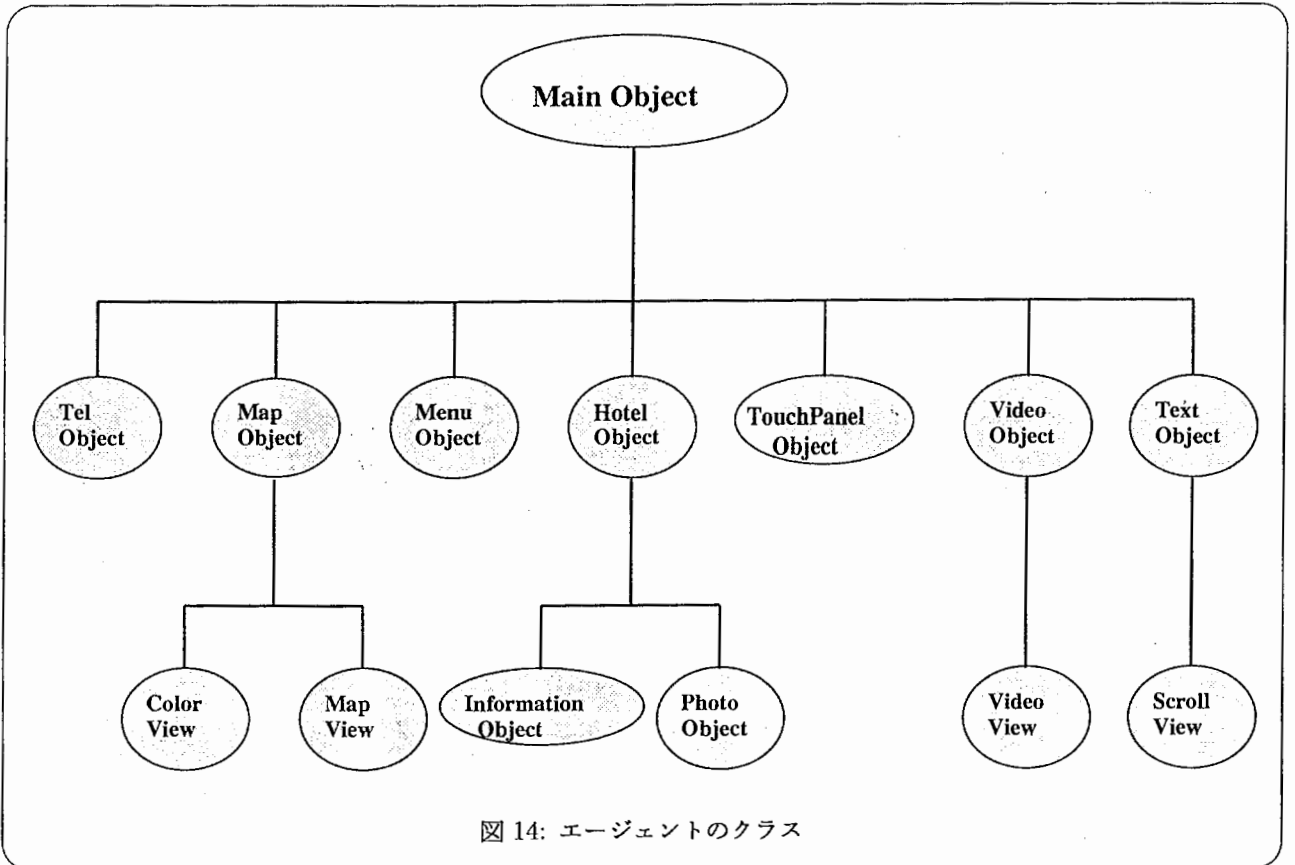 Main Object
Tel
Object
Map
Object
Menu
Object
Hotel
Object
TouchPanel
Object
Video
Object
Text
Object
Color
View
Map
View
Information
Object
Photo
Object
Video
View
Scroll
View
図 14: エージェントのクラス